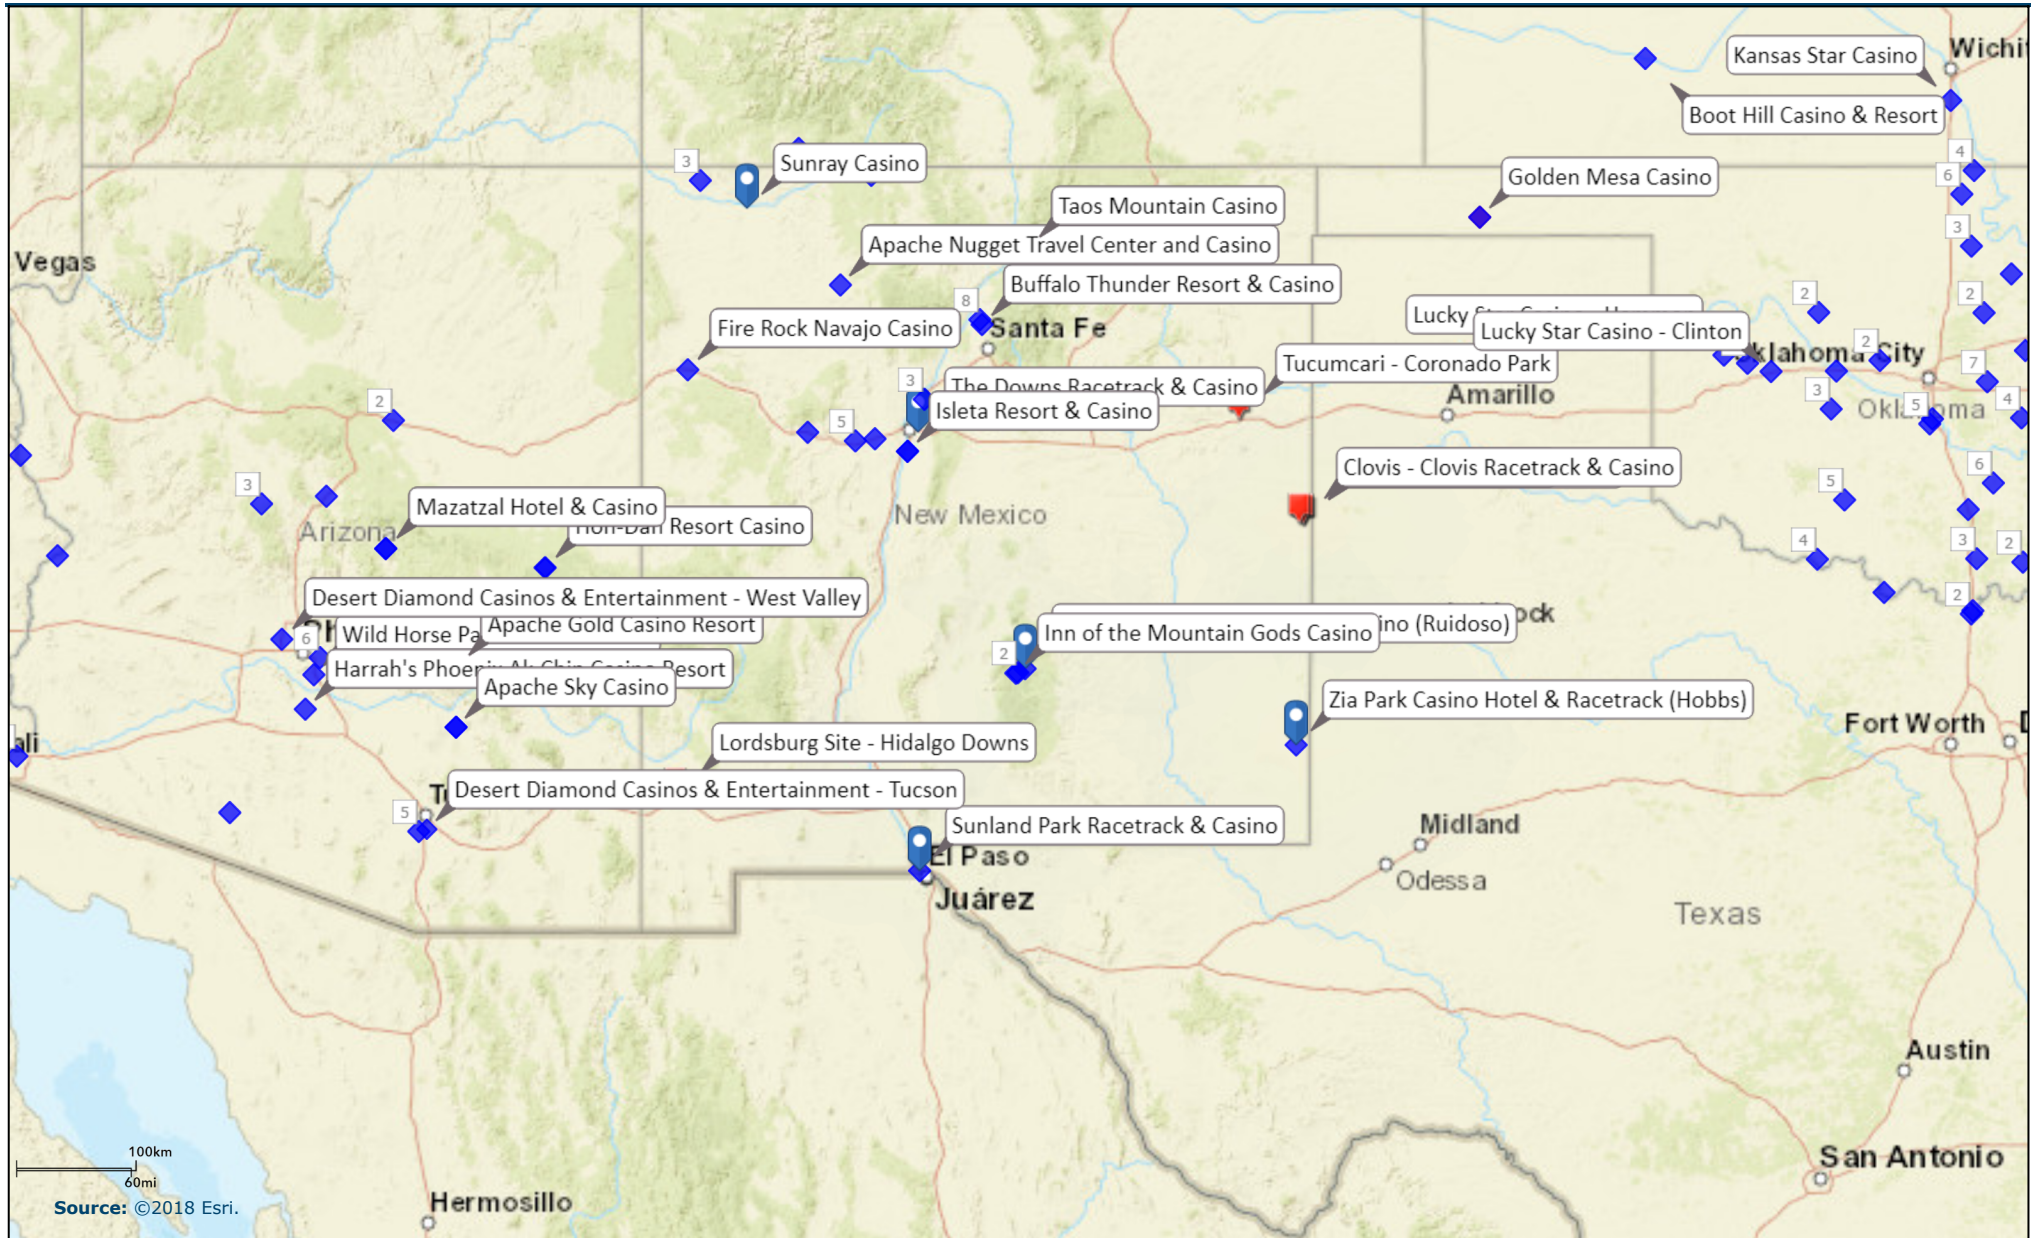 Kansas Star Casino
Wichit
Boot Hill Casino & Resort
4
3
Sunray Casino
6
Golden Mesa Casino
Taos Mountain Casino
3
Apache Nugget Travel Center and Casino
Vegas
Buffalo Thunder Resort & Casino
8
2
2
Lucky
Fire Rock Navajo Casino
Santa Fe
Lucky Star Casino - Clinton
2
klahoma City
Tucumcari - Coronado Park
7
3
The Downs Racetrack & Casino
Amarillo
3
2
Isleta Resort & Casino
5
4
5
Clovis - Clovis Racetrack & Casino
6
3
5
Mazatzal Hotel & Casino
New Mexico
Resort Casino
Arizona
4
3
2
Desert Diamond Casinos & Entertainment - West Valley
2
Apache Gold Casino Resort
6
Wild Horse Pa
ino (Ruidoso)
ock
Inn of the Mountain Gods Casino
2
Harrah's Phoenix
Resort
Apache Sky Casino
Zia Park Casino Hotel & Racetrack (Hobbs)
Fort Worth
Lordsburg Site - Hidalgo Downs
ali
Desert Diamond Casinos & Entertainment - Tucson
5
Sunland Park Racetrack & Casino
Midland
El Paso
Odessa
Juárez
Texas
Austin
100km
60mi
San Antonio
Source: ©2018 Esri.
Hermosillo